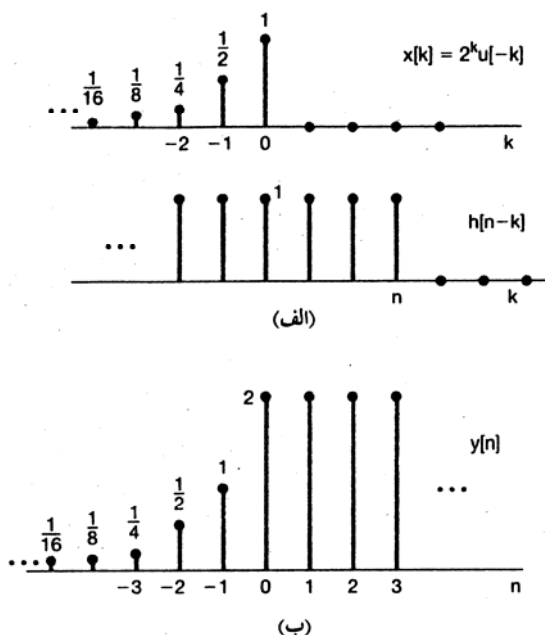 1
1/2
1/4
1/8
1/16
...
x[k] = 2^k u[-k]
-2 -1 0 k
1
h[n-k]
...
n k
(الف)
2
y[n]
1
1/2
1/4
1/8
1/16
...
...
-3 -2 -1 0 1 2 3 n
(ب)